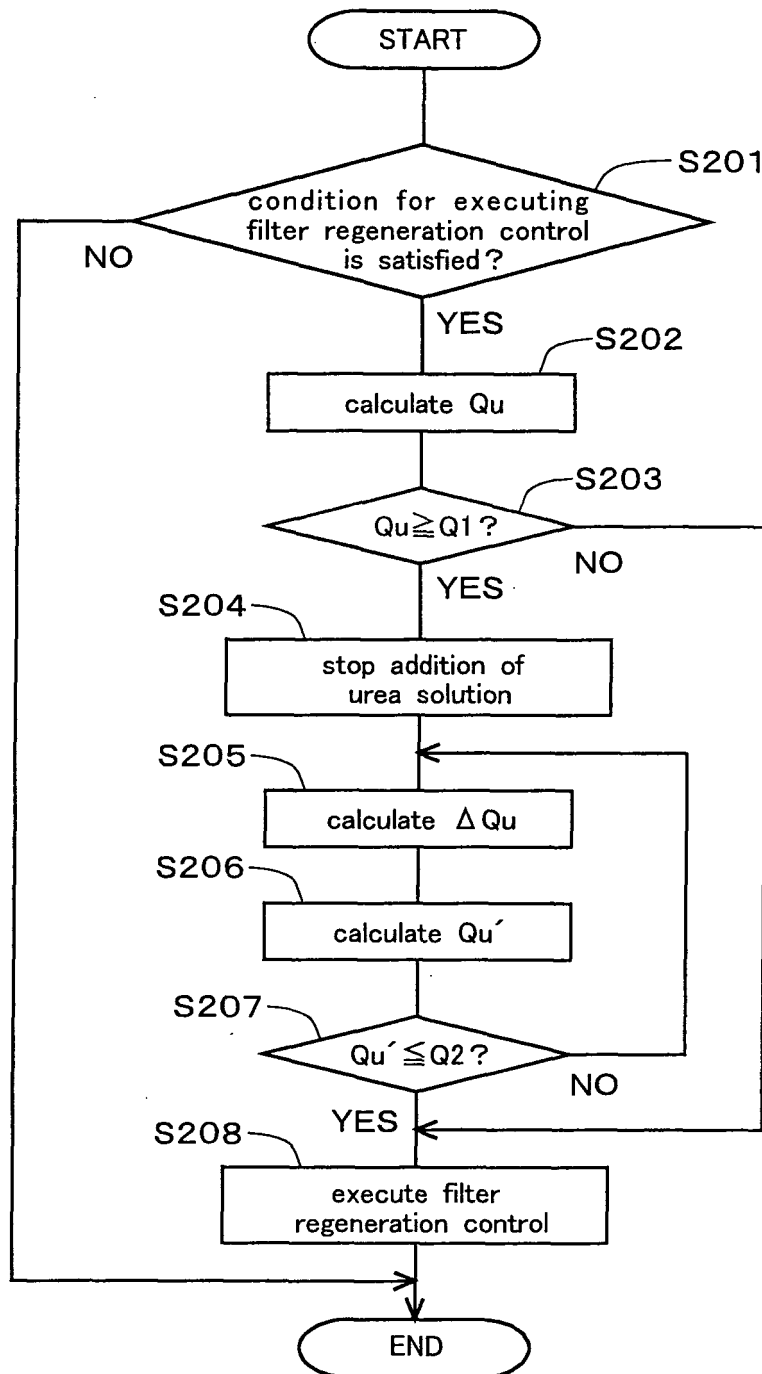 START
S201
condition for executing
filter regeneration control
is satisfied?
NO
YES
S202
calculate Qu
S203
Qu≧Q1?
NO
YES
S204
stop addition of
urea solution
S205
calculate ΔQu
S206
calculate Qu´
S207
Qu´≦Q2?
NO
YES
S208
execute filter
regeneration control
END